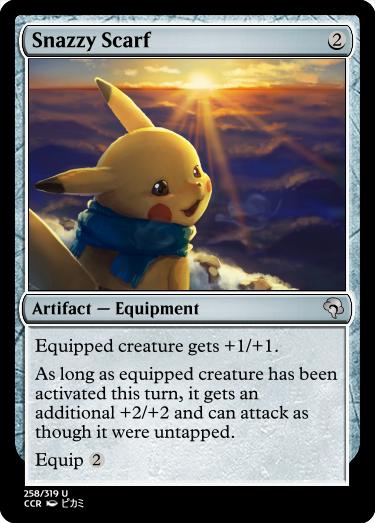 Snazzy Scarf 2
Artifact — Equipment
Equipped creature gets +1/+1.
As long as equipped creature has been
activated this turn, it gets an
additional +2/+2 and can attack as
though it were untapped.
Equip 2
258/319 U
CCR ピカミ